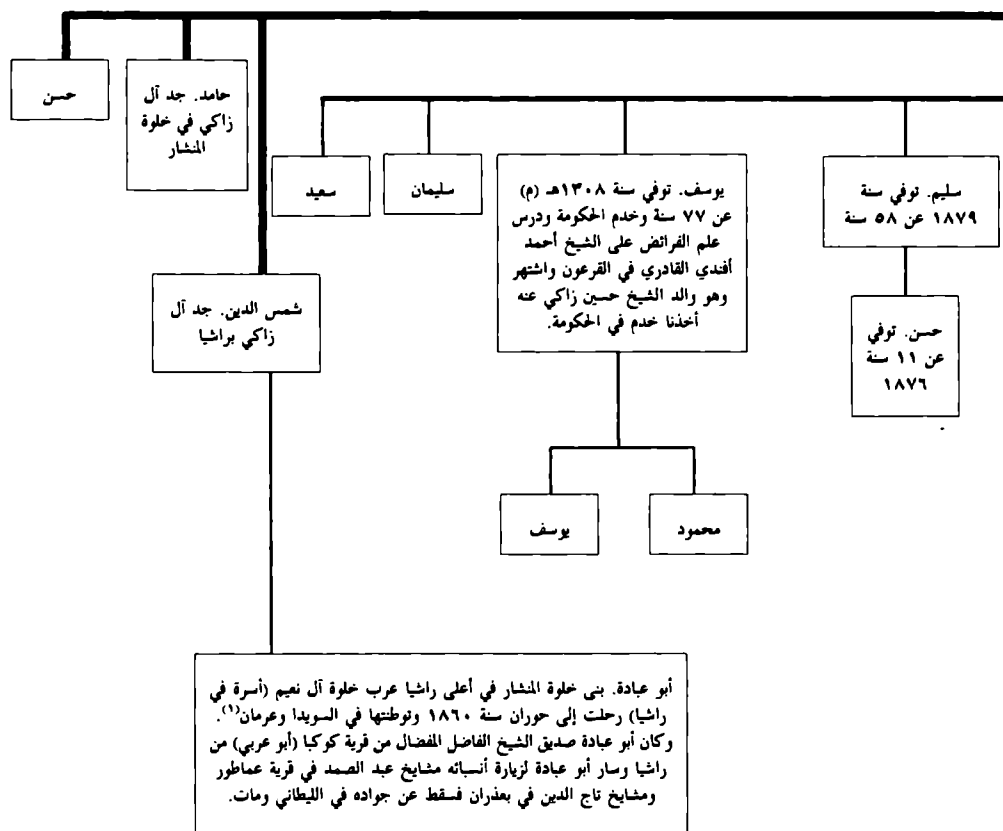 حسن
حامد. جد آل
زاكي في خلوة
المنشار
سعيد
سليمان
يوسف. توفي سنة ١٣٠٨هـ (م)
عن ٧٧ سنة وخدم الحكومة ودرس
علم الفرائض على الشيخ أحمد
أفندي القادري في القرعون واشتهر
وهو والد الشيخ حسين زاكي عنه
أخذنا خدم في الحكومة.
سليم. توفي سنة
١٨٧٩ عن ٥٨ سنة
شمس الدين. جد آل
زاكي براشيا
حسن. توفي
عن ١١ سنة
١٨٧٦
يوسف
محمود
أبو عبادة. بنى خلوة المنشار في أعلى راشيا عرب خلوة آل نعيم (أسرة في
راشيا) رحلت إلى حوران سنة ١٨٦٠ وتوطنتها في السويدا وعرمان(١).
وكان أبو عبادة صديق الشيخ الفاضل المفضال من قرية كوكبا (أبو عربي) من
راشيا وسار أبو عبادة لزيارة أنسبائه مشايخ عبد الصمد في قرية عماطور
ومشايخ تاج الدين في بعذران فسقط عن جواده في الليطاني ومات.